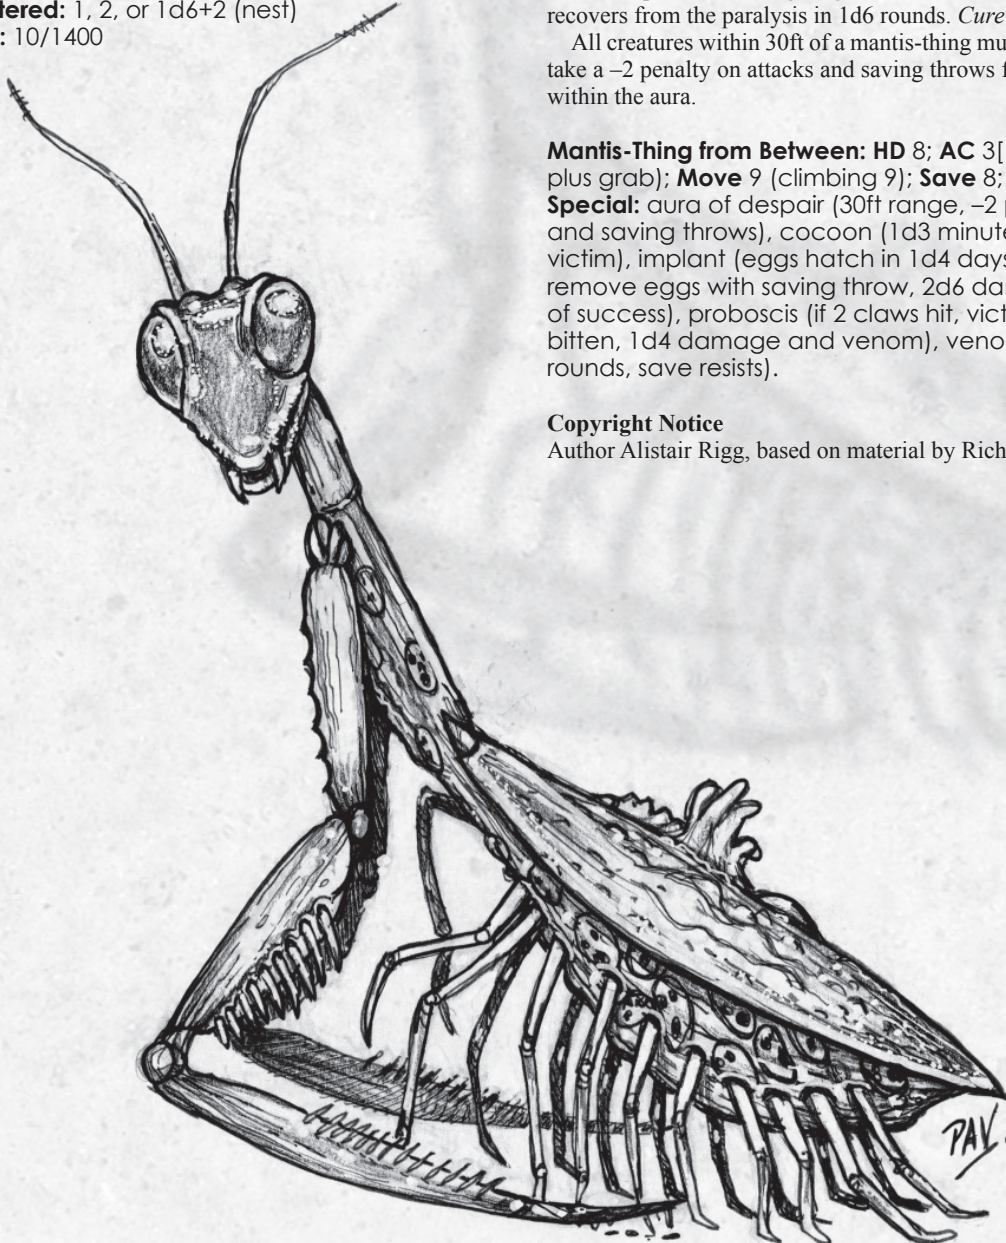 tered: 1, 2, or 1d6+2 (nest)
: 10/1400
recovers from the paralysis in 1d6 rounds. Cure
All creatures within 30ft of a mantis-thing mu
take a –2 penalty on attacks and saving throws f
within the aura.
Mantis-Thing from Between: HD 8; AC 3[
plus grab); Move 9 (climbing 9); Save 8;
Special: aura of despair (30ft range, –2 p
and saving throws), cocoon (1d3 minute
victim), implant (eggs hatch in 1d4 days
remove eggs with saving throw, 2d6 da
of success), proboscis (if 2 claws hit, vict
bitten, 1d4 damage and venom), veno
rounds, save resists).
Copyright Notice
Author Alistair Rigg, based on material by Rich
PAV